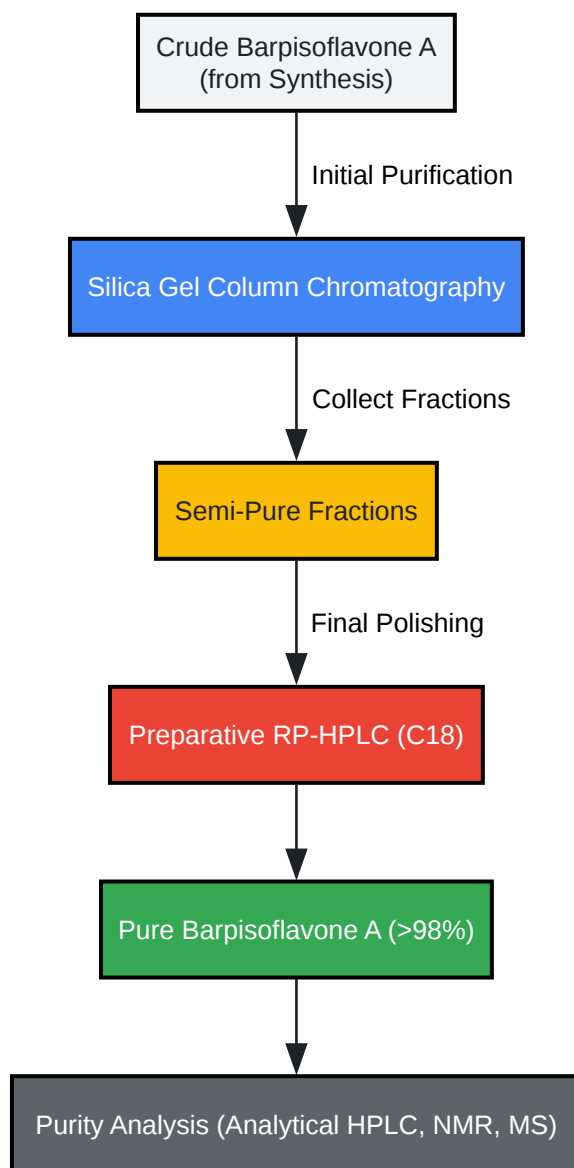 Crude Barpisoflavone A
(from Synthesis)
Initial Purification
Silica Gel Column Chromatography
Collect Fractions
Semi-Pure Fractions
Final Polishing
Preparative RP-HPLC (C18)
Pure Barpisoflavone A (>98%)
Purity Analysis (Analytical HPLC, NMR, MS)